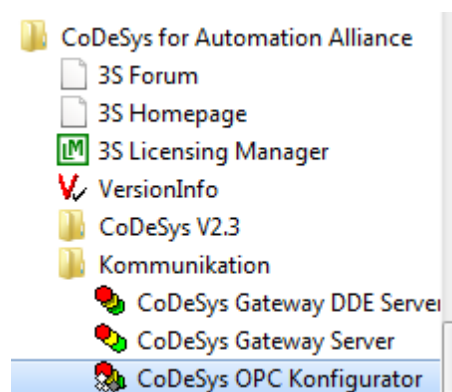 CoDeSys for Automation Alliance
3S Forum
3S Homepage
3S Licensing Manager
VersionInfo
CoDeSys V2.3
Kommunikation
CoDeSys Gateway DDE Server
CoDeSys Gateway Server
CoDeSys OPC Konfigurator